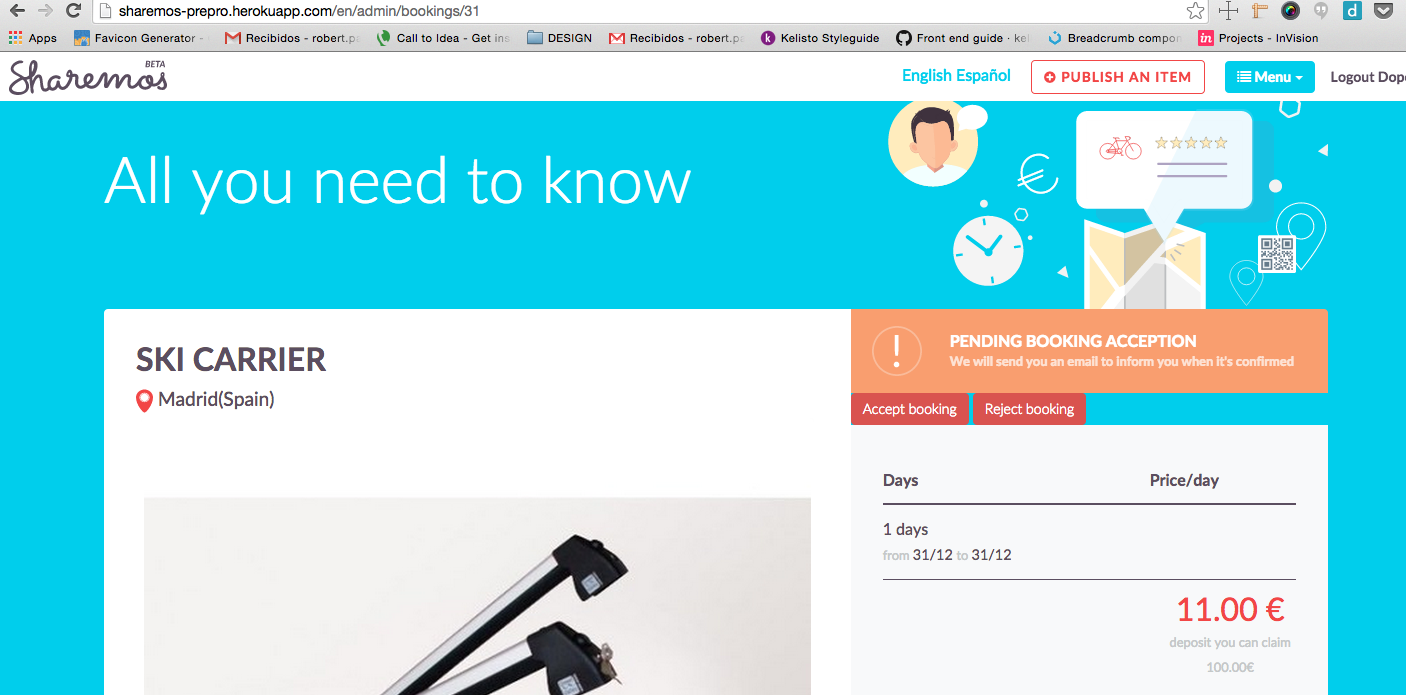 sharemos-prepro.herokuapp.com/en/admin/bookings/31
Apps Favicon Generator - Recibidos - robert.pa Call to Idea - Get ins DESIGN Recibidos - robert.pa Kelisto Styleguide Front end guide · kel Breadcrumb compon Projects - InVision
Sharemos BETA English Español PUBLISH AN ITEM Menu Logout Dop
All you need to know
SKI CARRIER
Madrid(Spain)
PENDING BOOKING ACCEPTION
We will send you an email to inform you when it's confirmed
Accept booking Reject booking
Days Price/day
1 days
from 31/12 to 31/12
11.00 €
deposit you can claim
100.00€